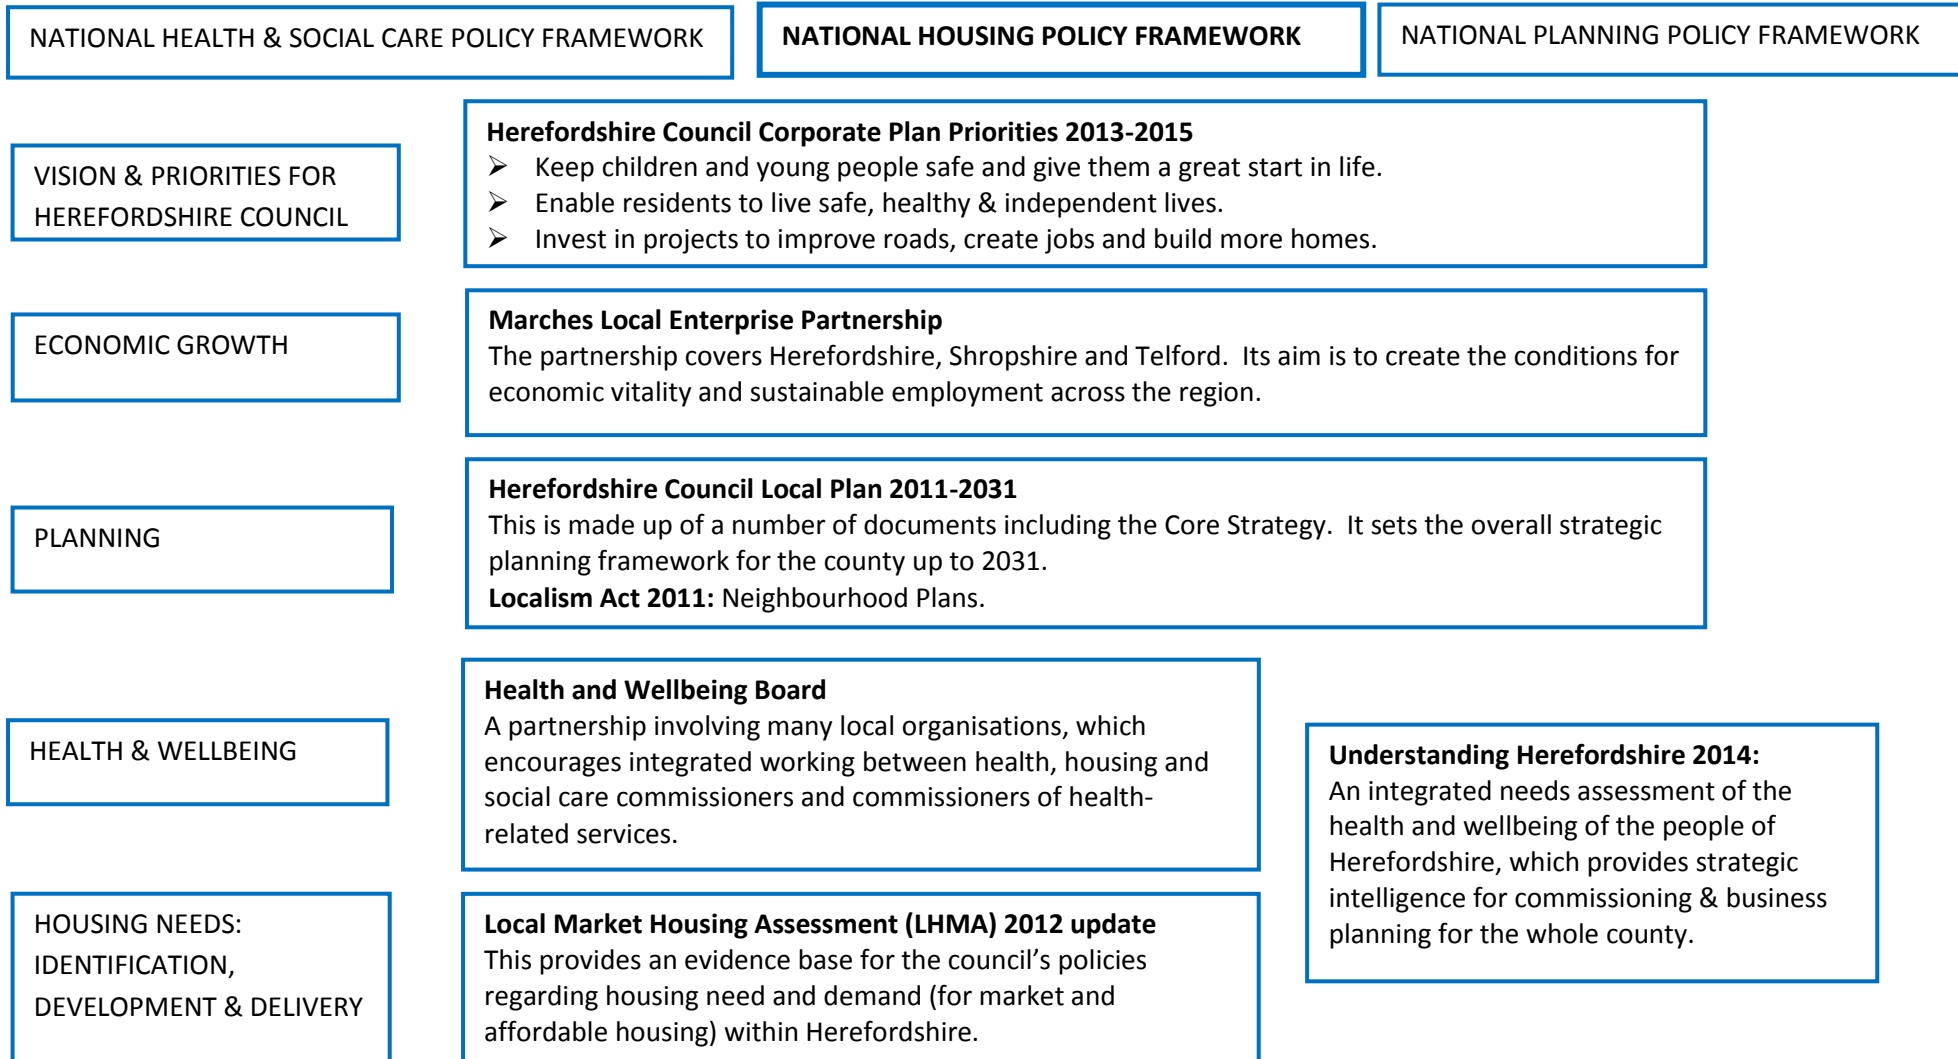 NATIONAL HEALTH & SOCIAL CARE POLICY FRAMEWORK
NATIONAL HOUSING POLICY FRAMEWORK
NATIONAL PLANNING POLICY FRAMEWORK
VISION & PRIORITIES FOR
HEREFORDSHIRE COUNCIL
Herefordshire Council Corporate Plan Priorities 2013-2015
➢ Keep children and young people safe and give them a great start in life.
➢ Enable residents to live safe, healthy & independent lives.
➢ Invest in projects to improve roads, create jobs and build more homes.
ECONOMIC GROWTH
Marches Local Enterprise Partnership
The partnership covers Herefordshire, Shropshire and Telford. Its aim is to create the conditions for
economic vitality and sustainable employment across the region.
PLANNING
Herefordshire Council Local Plan 2011-2031
This is made up of a number of documents including the Core Strategy. It sets the overall strategic
planning framework for the county up to 2031.
Localism Act 2011: Neighbourhood Plans.
HEALTH & WELLBEING
Health and Wellbeing Board
A partnership involving many local organisations, which
encourages integrated working between health, housing and
social care commissioners and commissioners of health-
related services.
Understanding Herefordshire 2014:
An integrated needs assessment of the
health and wellbeing of the people of
Herefordshire, which provides strategic
intelligence for commissioning & business
planning for the whole county.
HOUSING NEEDS:
IDENTIFICATION,
DEVELOPMENT & DELIVERY
Local Market Housing Assessment (LHMA) 2012 update
This provides an evidence base for the council's policies
regarding housing need and demand (for market and
affordable housing) within Herefordshire.